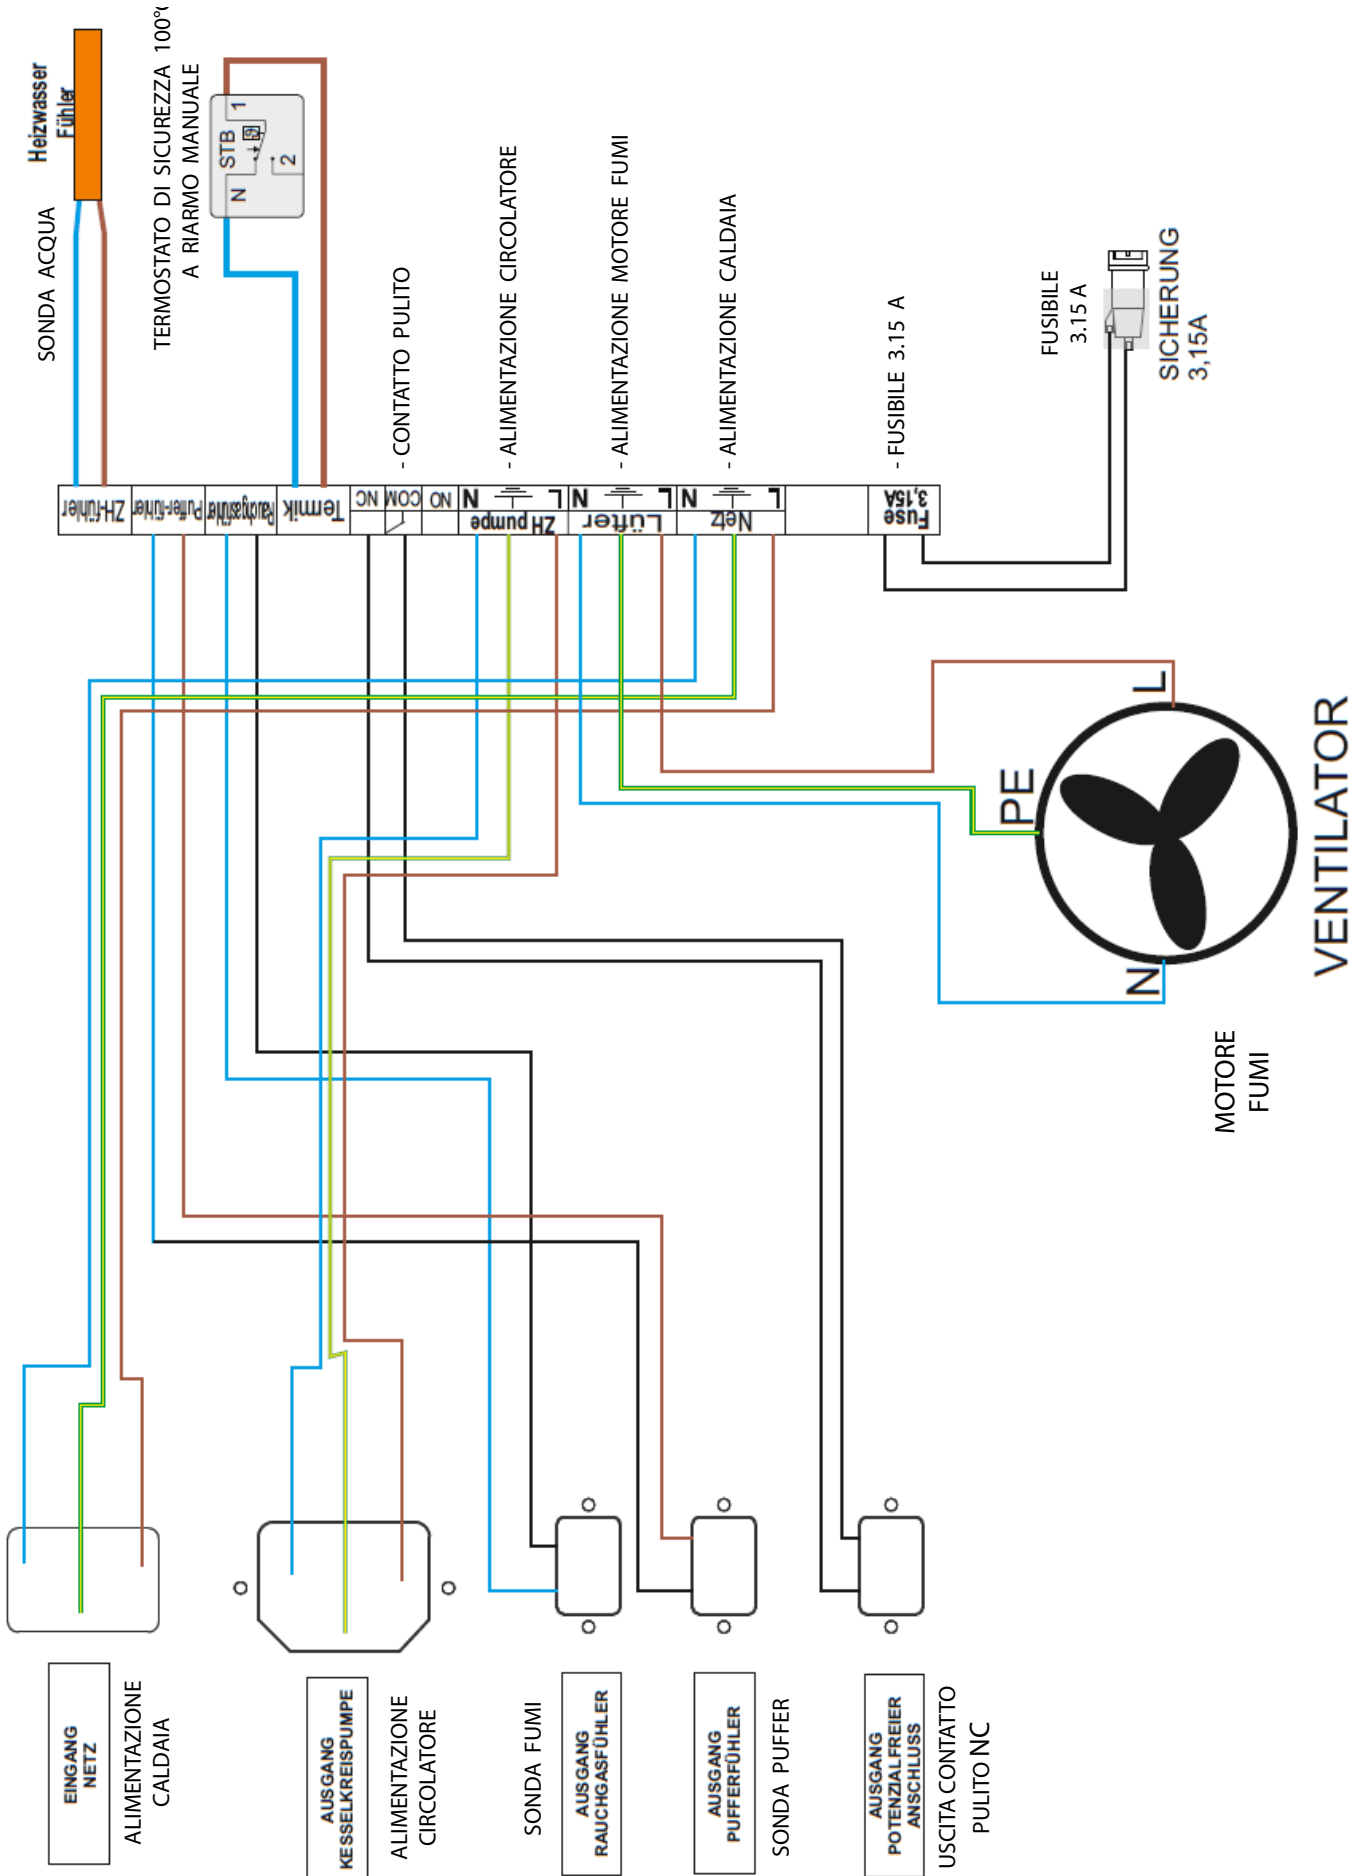 Heizwasser
Fühler
SONDA ACQUA
TERMOSTATO DI SICUREZZA 100°
A RIARMO MANUALE
N
STB
1
2
- CONTATTO PULITO
- ALIMENTAZIONE CIRCOLATORE
- ALIMENTAZIONE MOTORE FUMI
- ALIMENTAZIONE CALDAIA
- FUSIBILE 3.15 A
FUSIBILE
3.15 A
SICHERUNG
3,15A
ZH-fühler
Puffer-fühler
Rauchgasfühler
Termik
NC
COM
NO
ZH pumpe
N
L
Lüfter
N
L
Netz
N
L
Fuse
3,15A
L
PE
N
VENTILATOR
MOTORE
FUMI
EINGANG
NETZ
ALIMENTAZIONE
CALDAIA
AUSGANG
KESSELKREISPUMPE
ALIMENTAZIONE
CIRCOLATORE
SONDA FUMI
AUSGANG
RAUCHGASFÜHLER
AUSGANG
PUFFERFÜHLER
SONDA PUFFER
AUSGANG
POTENZIALFREIER
ANSCHLUSS
USCITA CONTATTO
PULITO NC